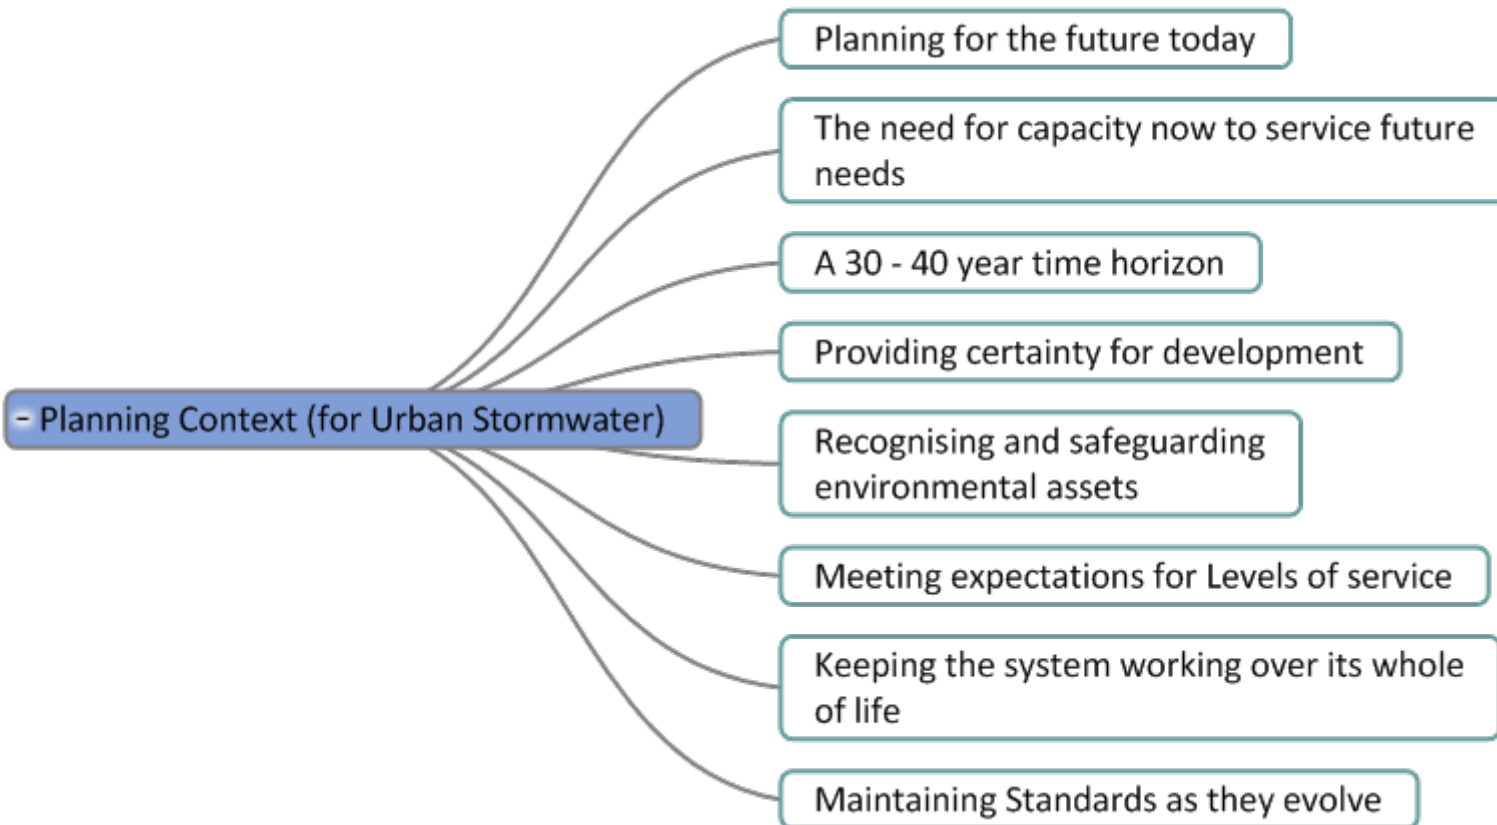 Planning for the future today
The need for capacity now to service future
needs
A 30 - 40 year time horizon
Providing certainty for development
Planning Context (for Urban Stormwater)
Recognising and safeguarding
environmental assets
Meeting expectations for Levels of service
Keeping the system working over its whole
of life
Maintaining Standards as they evolve